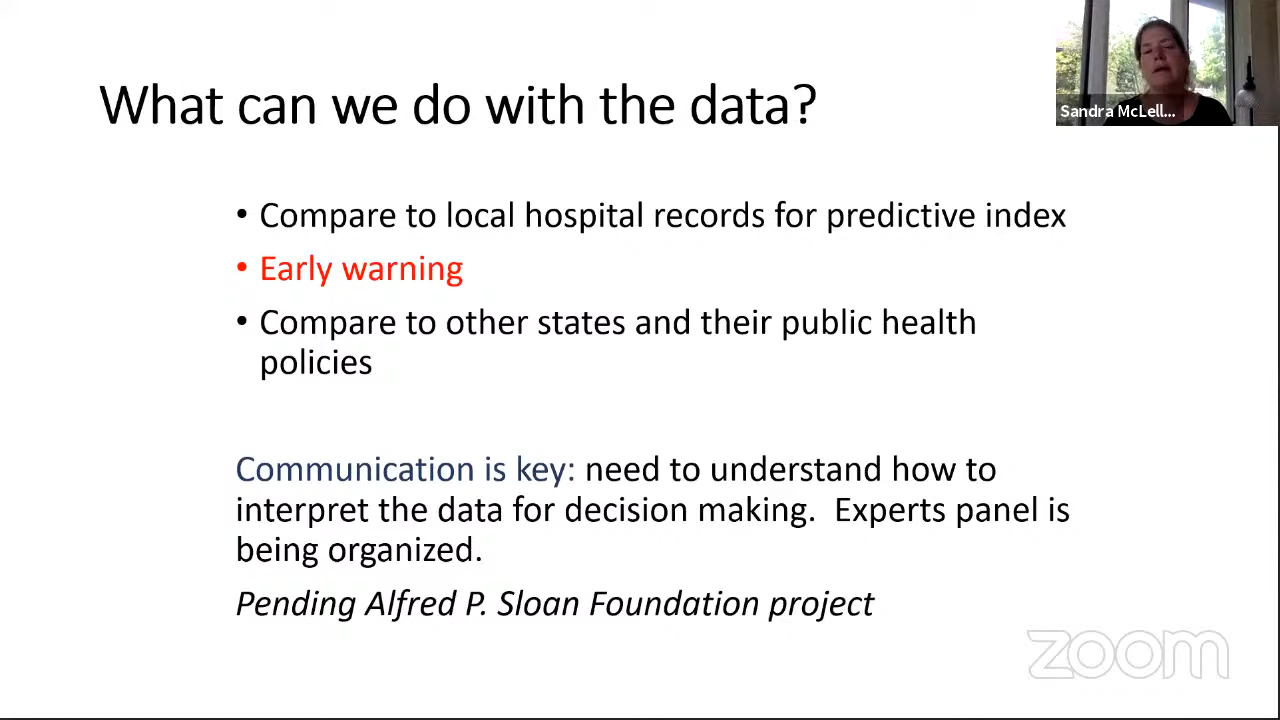 Sandra McLell...
What can we do with the data?
• Compare to local hospital records for predictive index
• Early warning
• Compare to other states and their public health
policies
Communication is key: need to understand how to
interpret the data for decision making.  Experts panel is
being organized.
Pending Alfred P. Sloan Foundation project
zoom